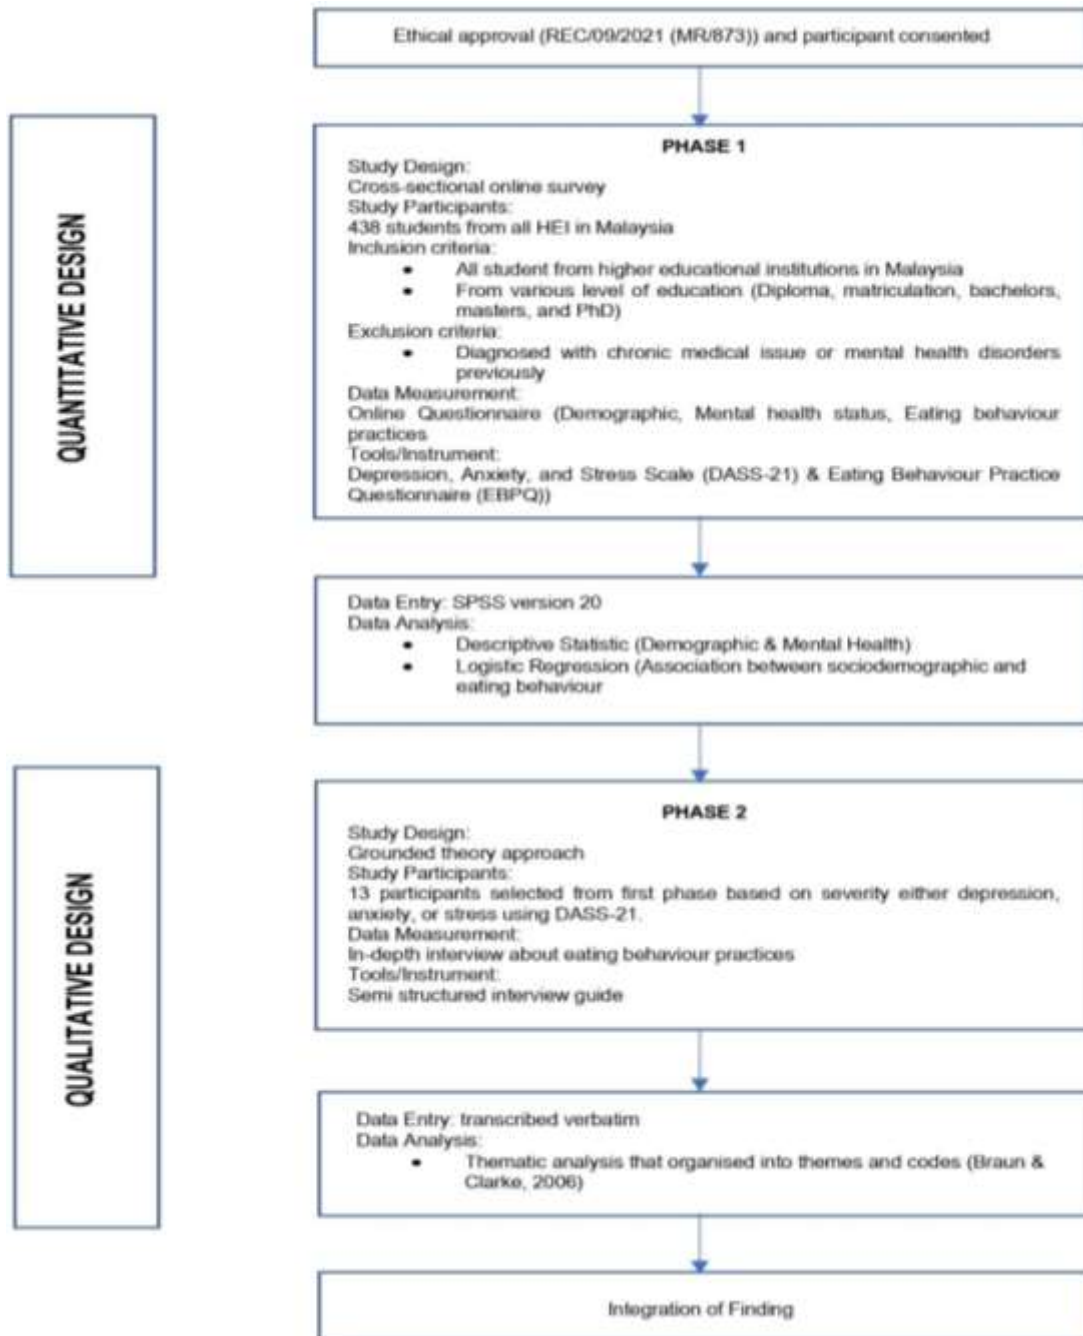 Ethical approval (REC/09/2021 (MR/873)) and participant consented
QUANTITATIVE DESIGN
PHASE 1
Study Design:
Cross-sectional online survey
Study Participants:
438 students from all HEI in Malaysia
Inclusion criteria:
• All student from higher educational institutions in Malaysia
• From various level of education (Diploma, matriculation, bachelors,
masters, and PhD)
Exclusion criteria:
• Diagnosed with chronic medical issue or mental health disorders
previously
Data Measurement:
Online Questionnaire (Demographic, Mental health status, Eating behaviour
practices
Tools/Instrument:
Depression, Anxiety, and Stress Scale (DASS-21) & Eating Behaviour Practice
Questionnaire (EBPQ))
Data Entry: SPSS version 20
Data Analysis:
• Descriptive Statistic (Demographic & Mental Health)
• Logistic Regression (Association between sociodemographic and
eating behaviour
QUALITATIVE DESIGN
PHASE 2
Study Design:
Grounded theory approach
Study Participants:
13 participants selected from first phase based on severity either depression,
anxiety, or stress using DASS-21.
Data Measurement:
In-depth interview about eating behaviour practices
Tools/Instrument:
Semi structured interview guide
Data Entry: transcribed verbatim
Data Analysis:
• Thematic analysis that organised into themes and codes (Braun &
Clarke, 2006)
Integration of Finding